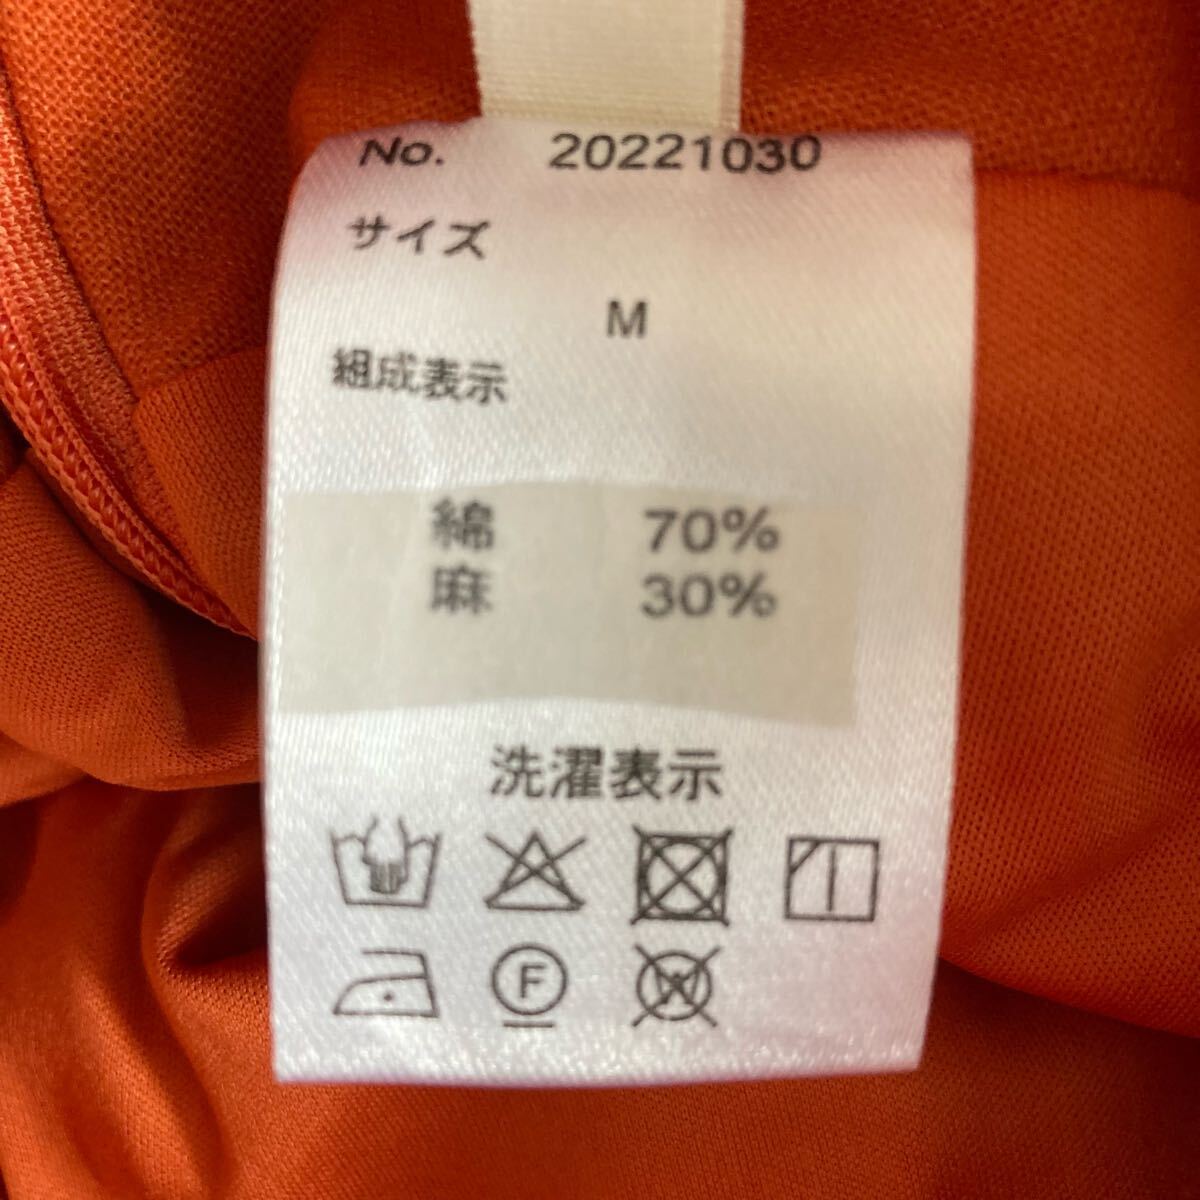 No. 20221030
サイズ
M
組成表示
綿 70%
麻 30%
洗濯表示
F W